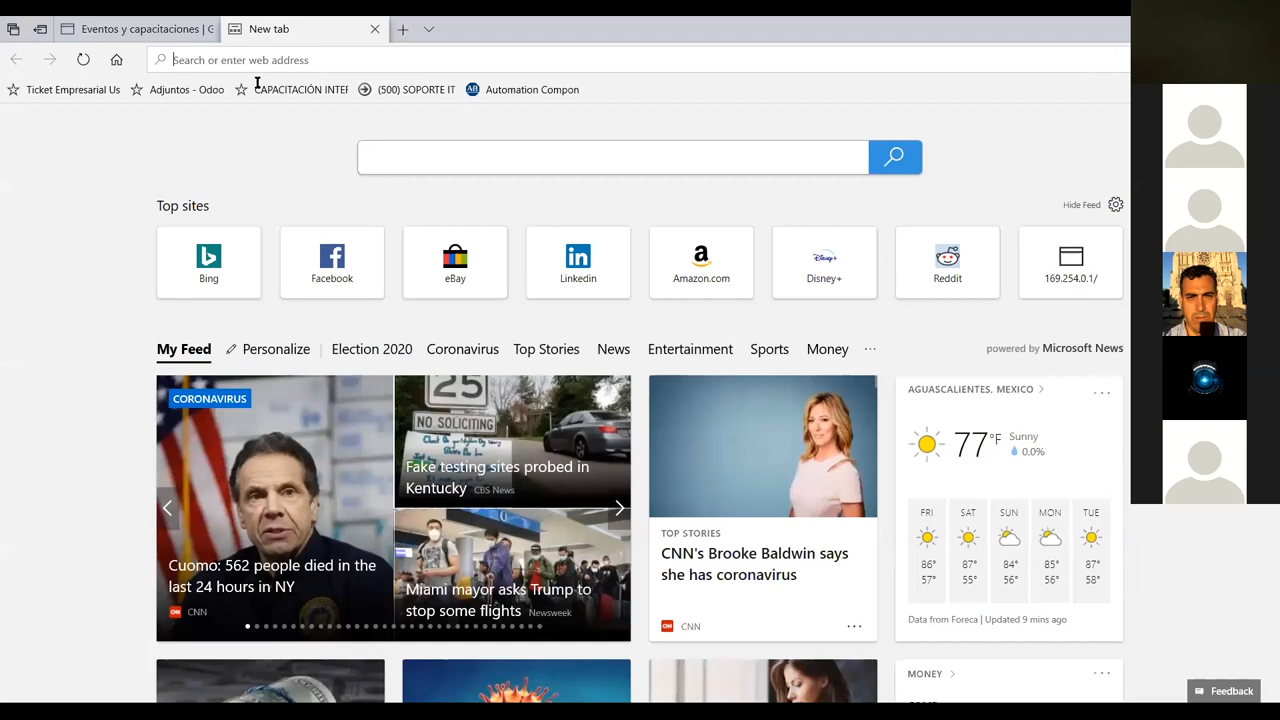 Eventos y capacitaciones | G
New tab
Search or enter web address
Ticket Empresarial Us
Adjuntos - Odoo
CAPACITACIÓN INTEF
(500) SOPORTE IT
AB
Automation Compon
Top sites
Hide Feed
Bing
Facebook
eBay
Linkedin
Amazon.com
Disney+
Reddit
169.254.0.1/
My Feed
Personalize
Election 2020
Coronavirus
Top Stories
News
Entertainment
Sports
Money
powered by Microsoft News
CORONAVIRUS
Cuomo: 562 people died in the
last 24 hours in NY
CNN
25
NO SOLICITING
Fake testing sites probed in
Kentucky CBS News
Miami mayor asks Trump to
stop some flights Newsweek
TOP STORIES
CNN's Brooke Baldwin says
she has coronavirus
CNN
AGUASCALIENTES, MEXICO
77°F
Sunny
0.0%
FRI SAT SUN MON TUE
86° 87° 84° 85° 87°
57° 55° 56° 56° 58°
Data from Foreca | Updated 9 mins ago
MONEY
Feedback